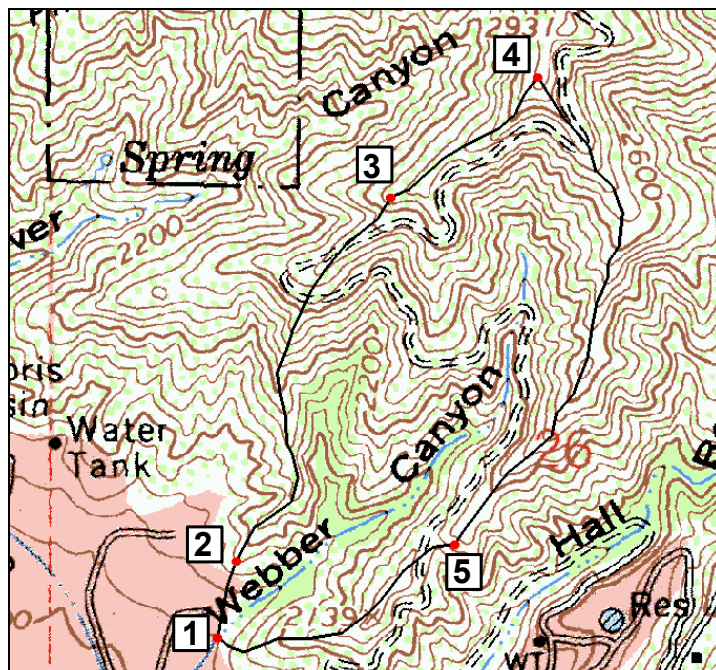 2937
4
Canyon
3
Spring
2600
ver
2200
Canyon
oris
sin
Water
Tank
26
Hall
2
5
Webber
2139
1
Res
WT